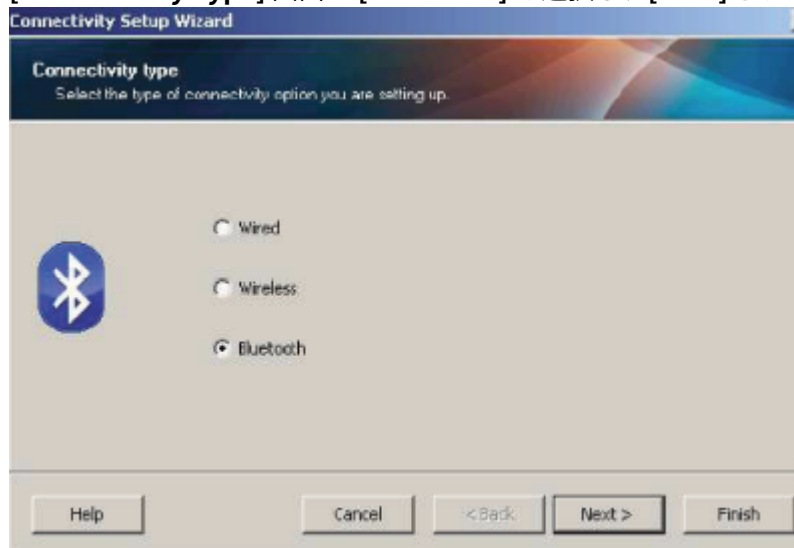 Connectivity Setup Wizard
Connectivity type
Select the type of connectivity option you are setting up.
Wired
Wireless
Bluetooth
Help
Cancel
< Back
Next >
Finish